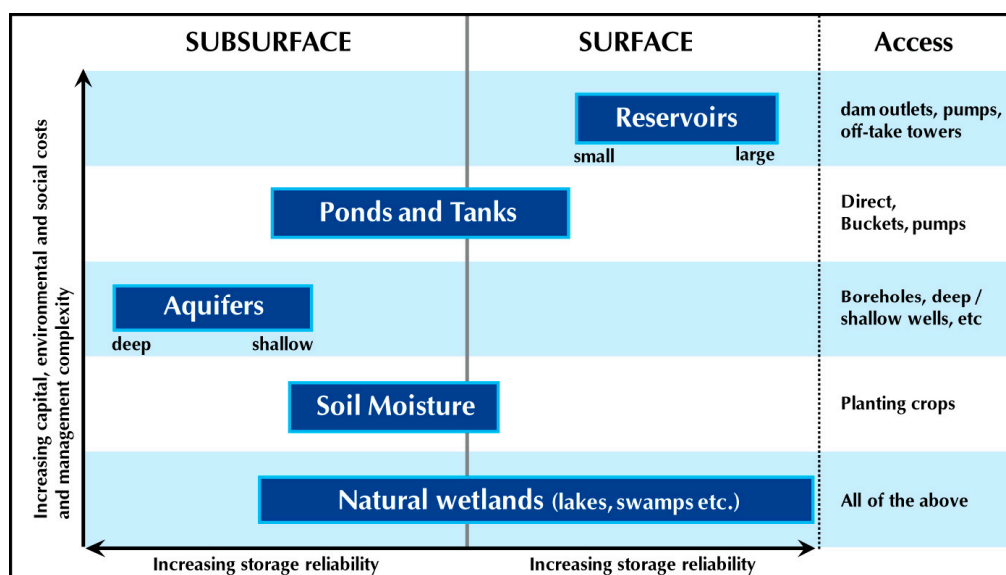 SUBSURFACE
SURFACE
Access
Increasing capital, environmental and social costs
and management complexity
Reservoirs
small
large
dam outlets, pumps,
off-take towers
Ponds and Tanks
Direct,
Buckets, pumps
Aquifers
deep
shallow
Boreholes, deep /
shallow wells, etc
Soil Moisture
Planting crops
Natural wetlands (lakes, swamps etc.)
All of the above
Increasing storage reliability
Increasing storage reliability